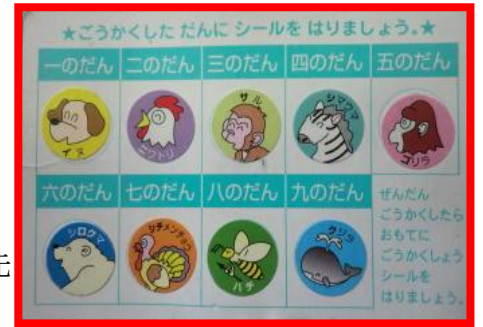 ★ごうかくした だんに シールを はりましょう。★
一のだん 二のだん 三のだん 四のだん 五のだん
イヌ ニワトリ サル シマウマ ゴリラ
六のだん 七のだん 八のだん 九のだん
シロクマ シチメンチョウ ハチ クジラ
ぜんだん
ごうかくしたら
おもてに
ごうかくしょう
シールを
はりましょう。